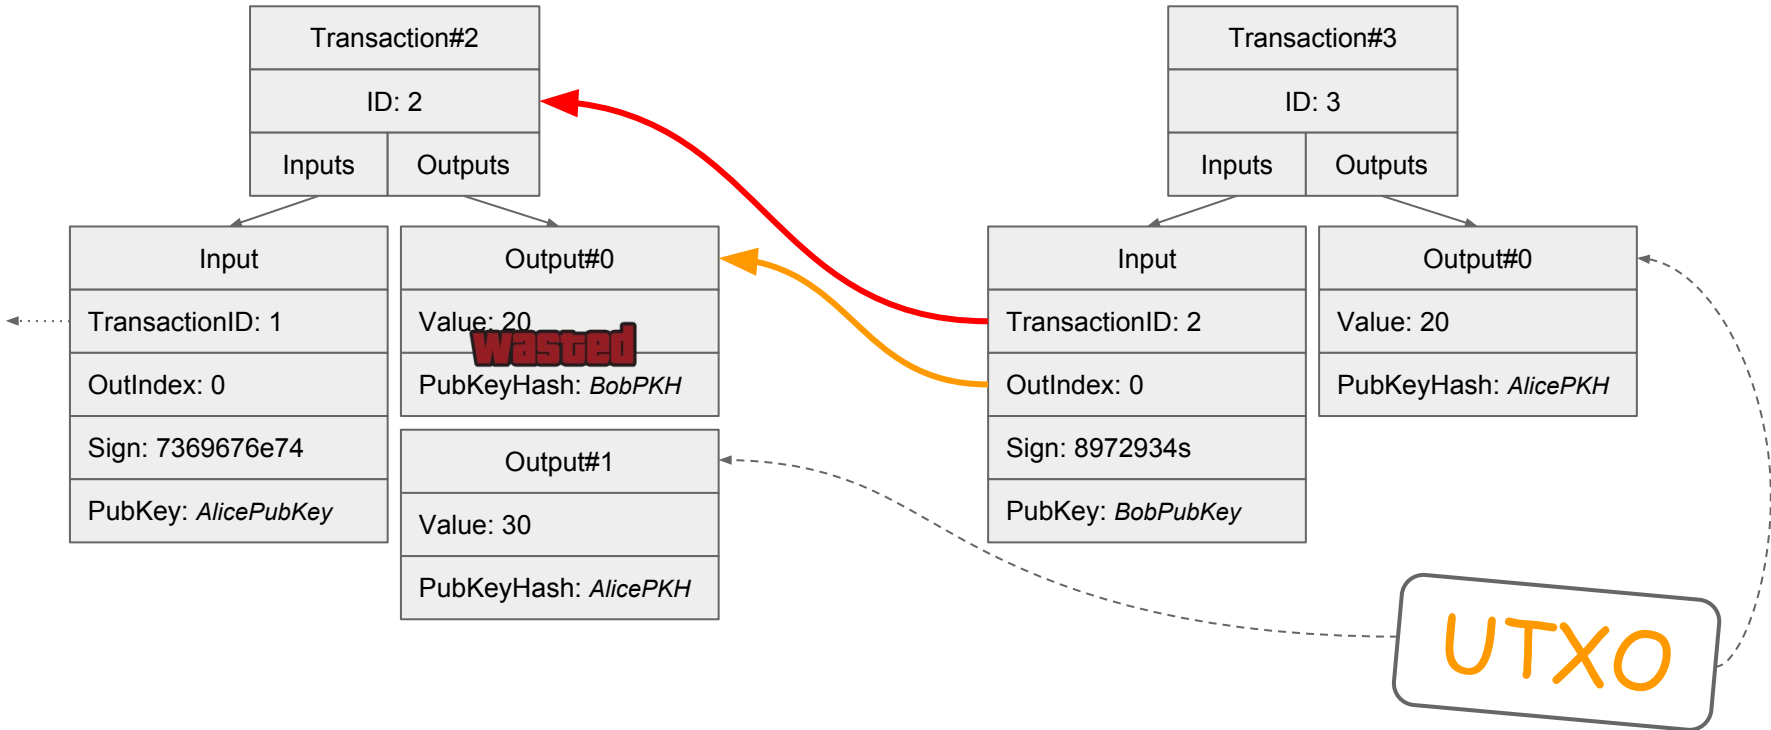 Transaction#2
ID: 2
Inputs
Outputs
Input
TransactionID: 1
OutIndex: 0
Sign: 7369676e74
PubKey: AlicePubKey
Output#0
Value: 20
wasted
PubKeyHash: BobPKH
Output#1
Value: 30
PubKeyHash: AlicePKH
Transaction#3
ID: 3
Inputs
Outputs
Input
TransactionID: 2
OutIndex: 0
Sign: 8972934s
PubKey: BobPubKey
Output#0
Value: 20
PubKeyHash: AlicePKH
UTXO